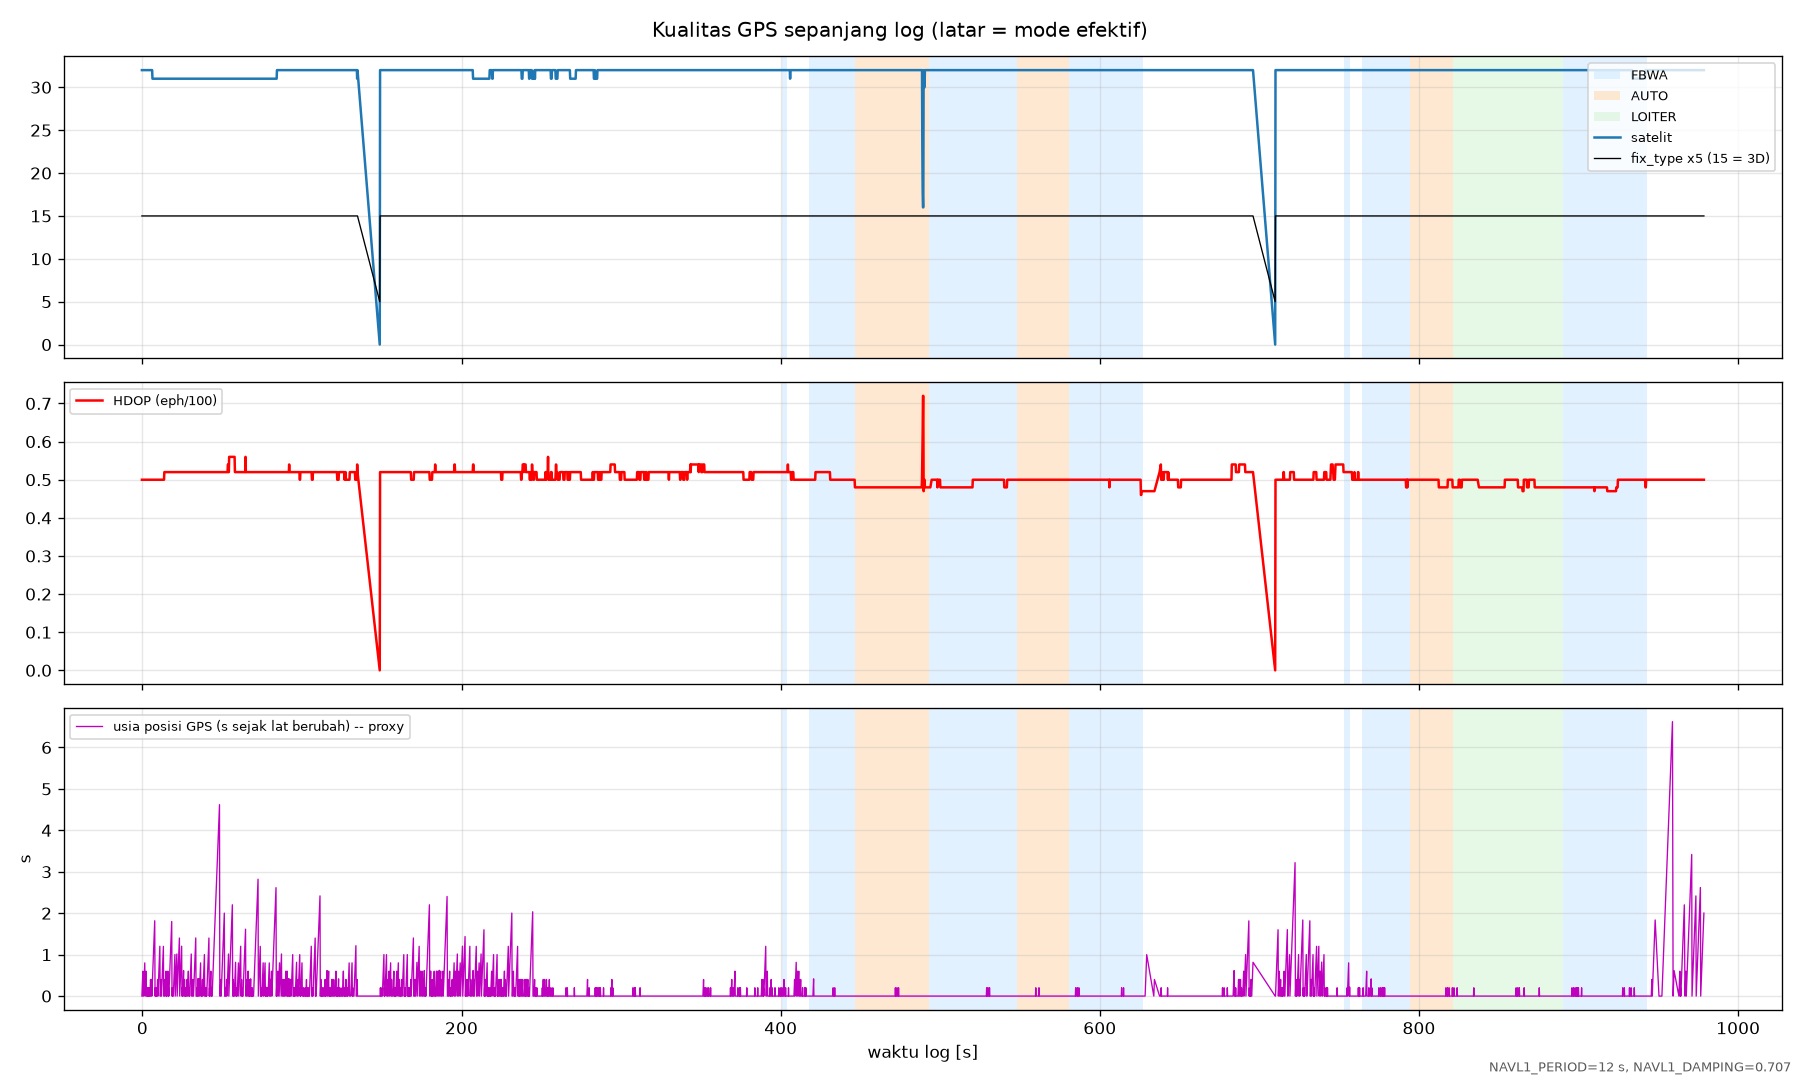 Kualitas GPS sepanjang log (latar = mode efektif)
30
25
20
15
10
5
0
FBWA
AUTO
LOITER
satelit
fix_type x5 (15 = 3D)
0.7
0.6
0.5
0.4
0.3
0.2
0.1
0.0
HDOP (eph/100)
6
5
4
3
2
1
0
s
usia posisi GPS (s sejak lat berubah) -- proxy
0
200
400
600
800
1000
waktu log [s]
NAVL1_PERIOD=12 s, NAVL1_DAMPING=0.707